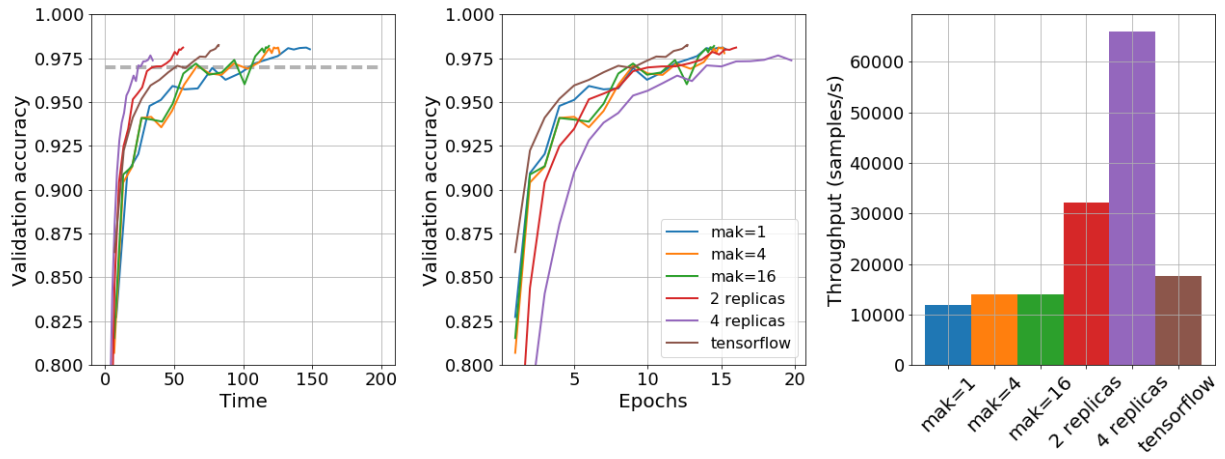 1.000
0.975
0.950
0.925
0.900
0.875
0.850
0.825
0.800
Validation accuracy
0
50
100
150
200
Time
1.000
0.975
0.950
0.925
0.900
0.875
0.850
0.825
0.800
Validation accuracy
mak=1
mak=4
mak=16
2 replicas
4 replicas
tensorflow
5
10
15
20
Epochs
60000
50000
40000
30000
20000
10000
0
Throughput (samples/s)
mak=1
mak=4
mak=16
2 replicas
4 replicas
tensorflow